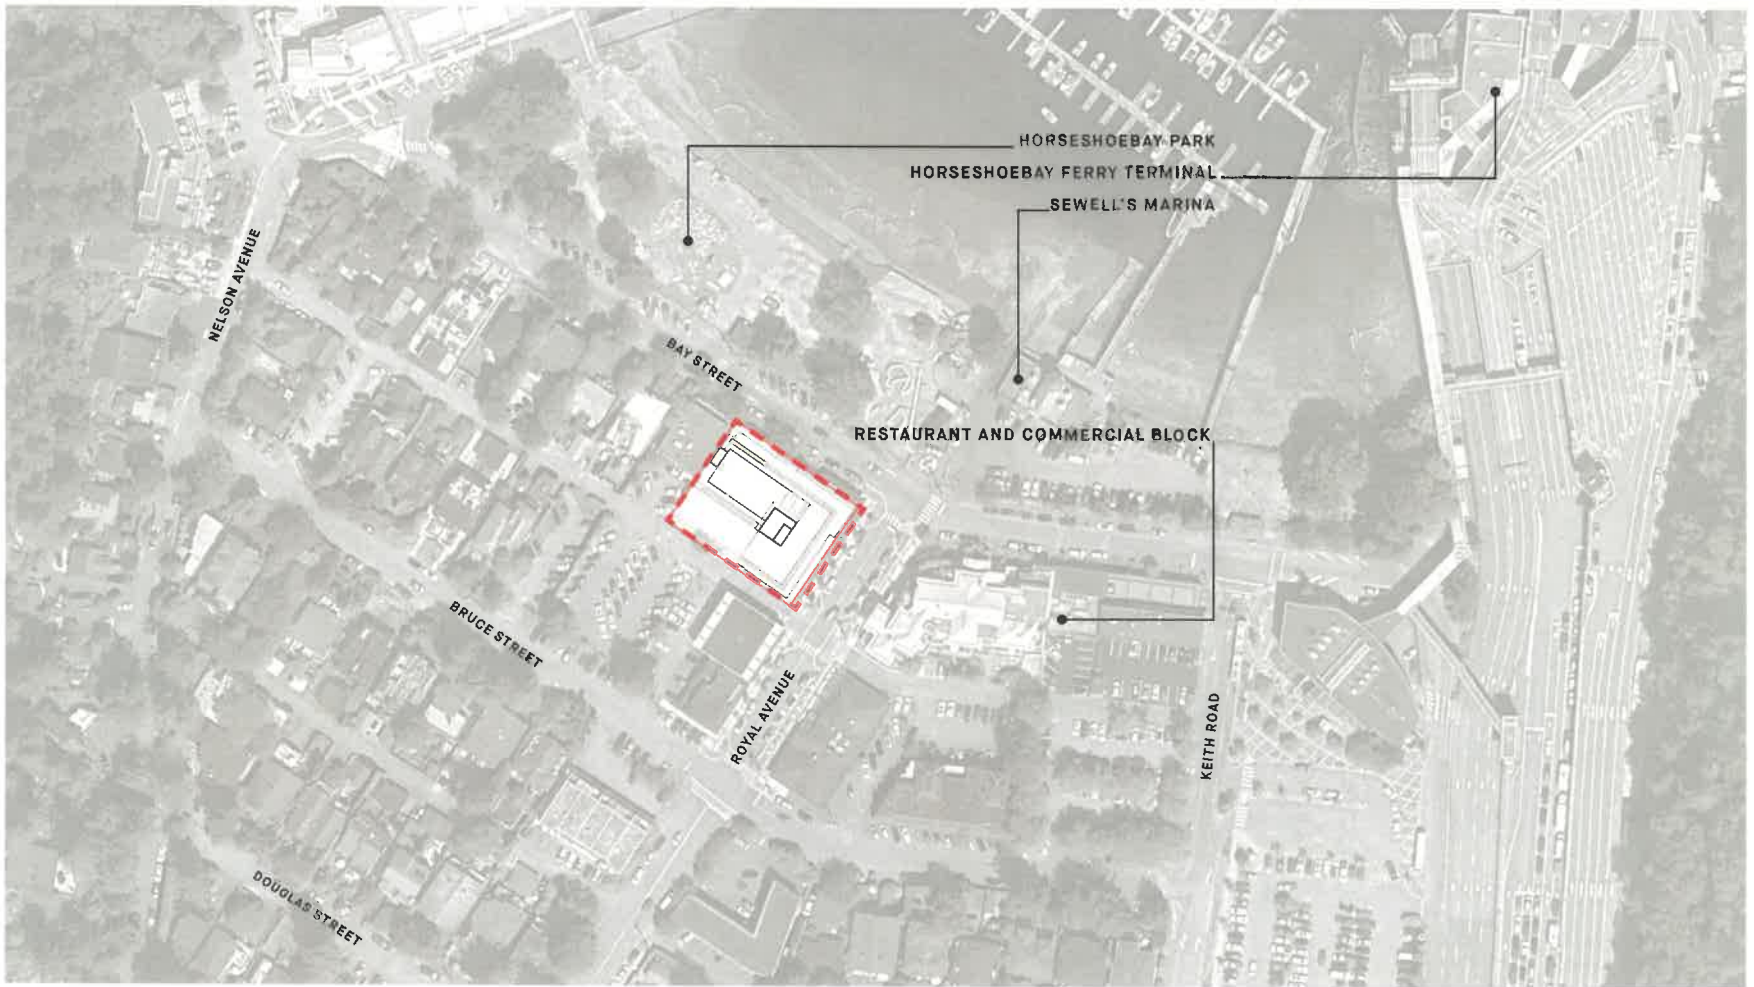 HORSESHOEBAY PARK
HORSESHOEBAY FERRY TERMINAL
SEWELL'S MARINA
NELSON AVENUE
BAY STREET
RESTAURANT AND COMMERCIAL BLOCK
BRUCE STREET
ROYAL AVENUE
KEITH ROAD
DOUGLAS STREET